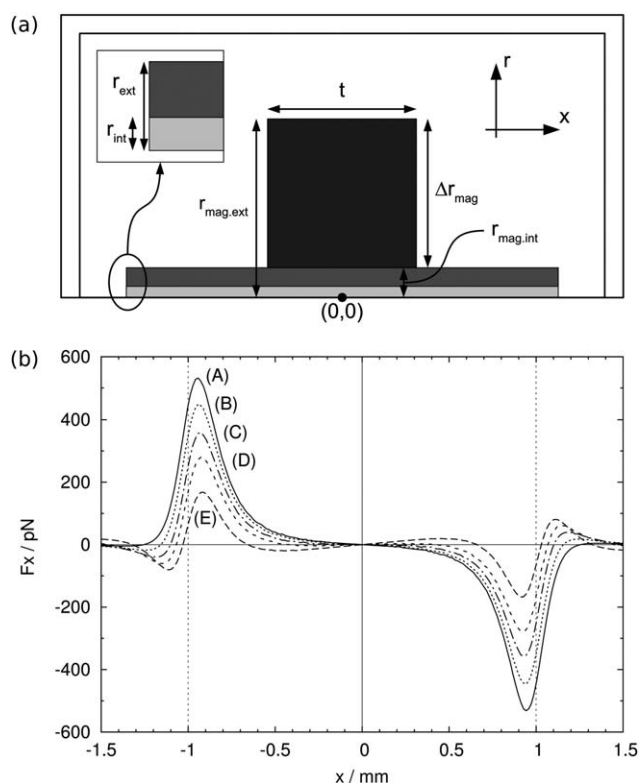 (a)
r_ext
r_int
t
r
x
r_mag.ext
Δr_mag
r_mag.int
(0,0)
(b)
600
400
200
0
-200
-400
-600
Fx / pN
(A)
(B)
(C)
(D)
(E)
-1.5 -1 -0.5 0 0.5 1 1.5
x / mm